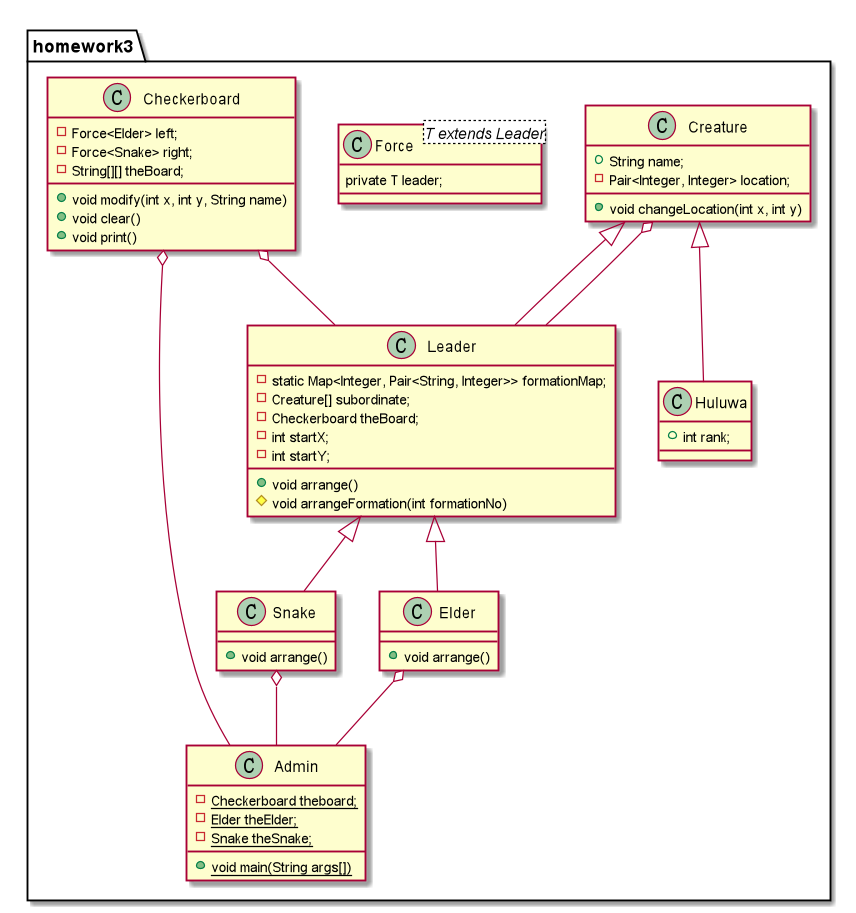 homework3
C Checkerboard
Force<Elder> left;
Force<Snake> right;
String[][] theBoard;
void modify(int x, int y, String name)
void clear()
void print()
C Force
T extends Leader
private T leader;
C Creature
String name;
Pair<Integer, Integer> location;
void changeLocation(int x, int y)
C Leader
static Map<Integer, Pair<String, Integer>> formationMap;
Creature[] subordinate;
Checkerboard theBoard;
int startX;
int startY;
void arrange()
void arrangeFormation(int formationNo)
C Huluwa
int rank;
C Snake
void arrange()
C Elder
void arrange()
C Admin
Checkerboard theboard;
Elder theElder;
Snake theSnake;
void main(String args[])